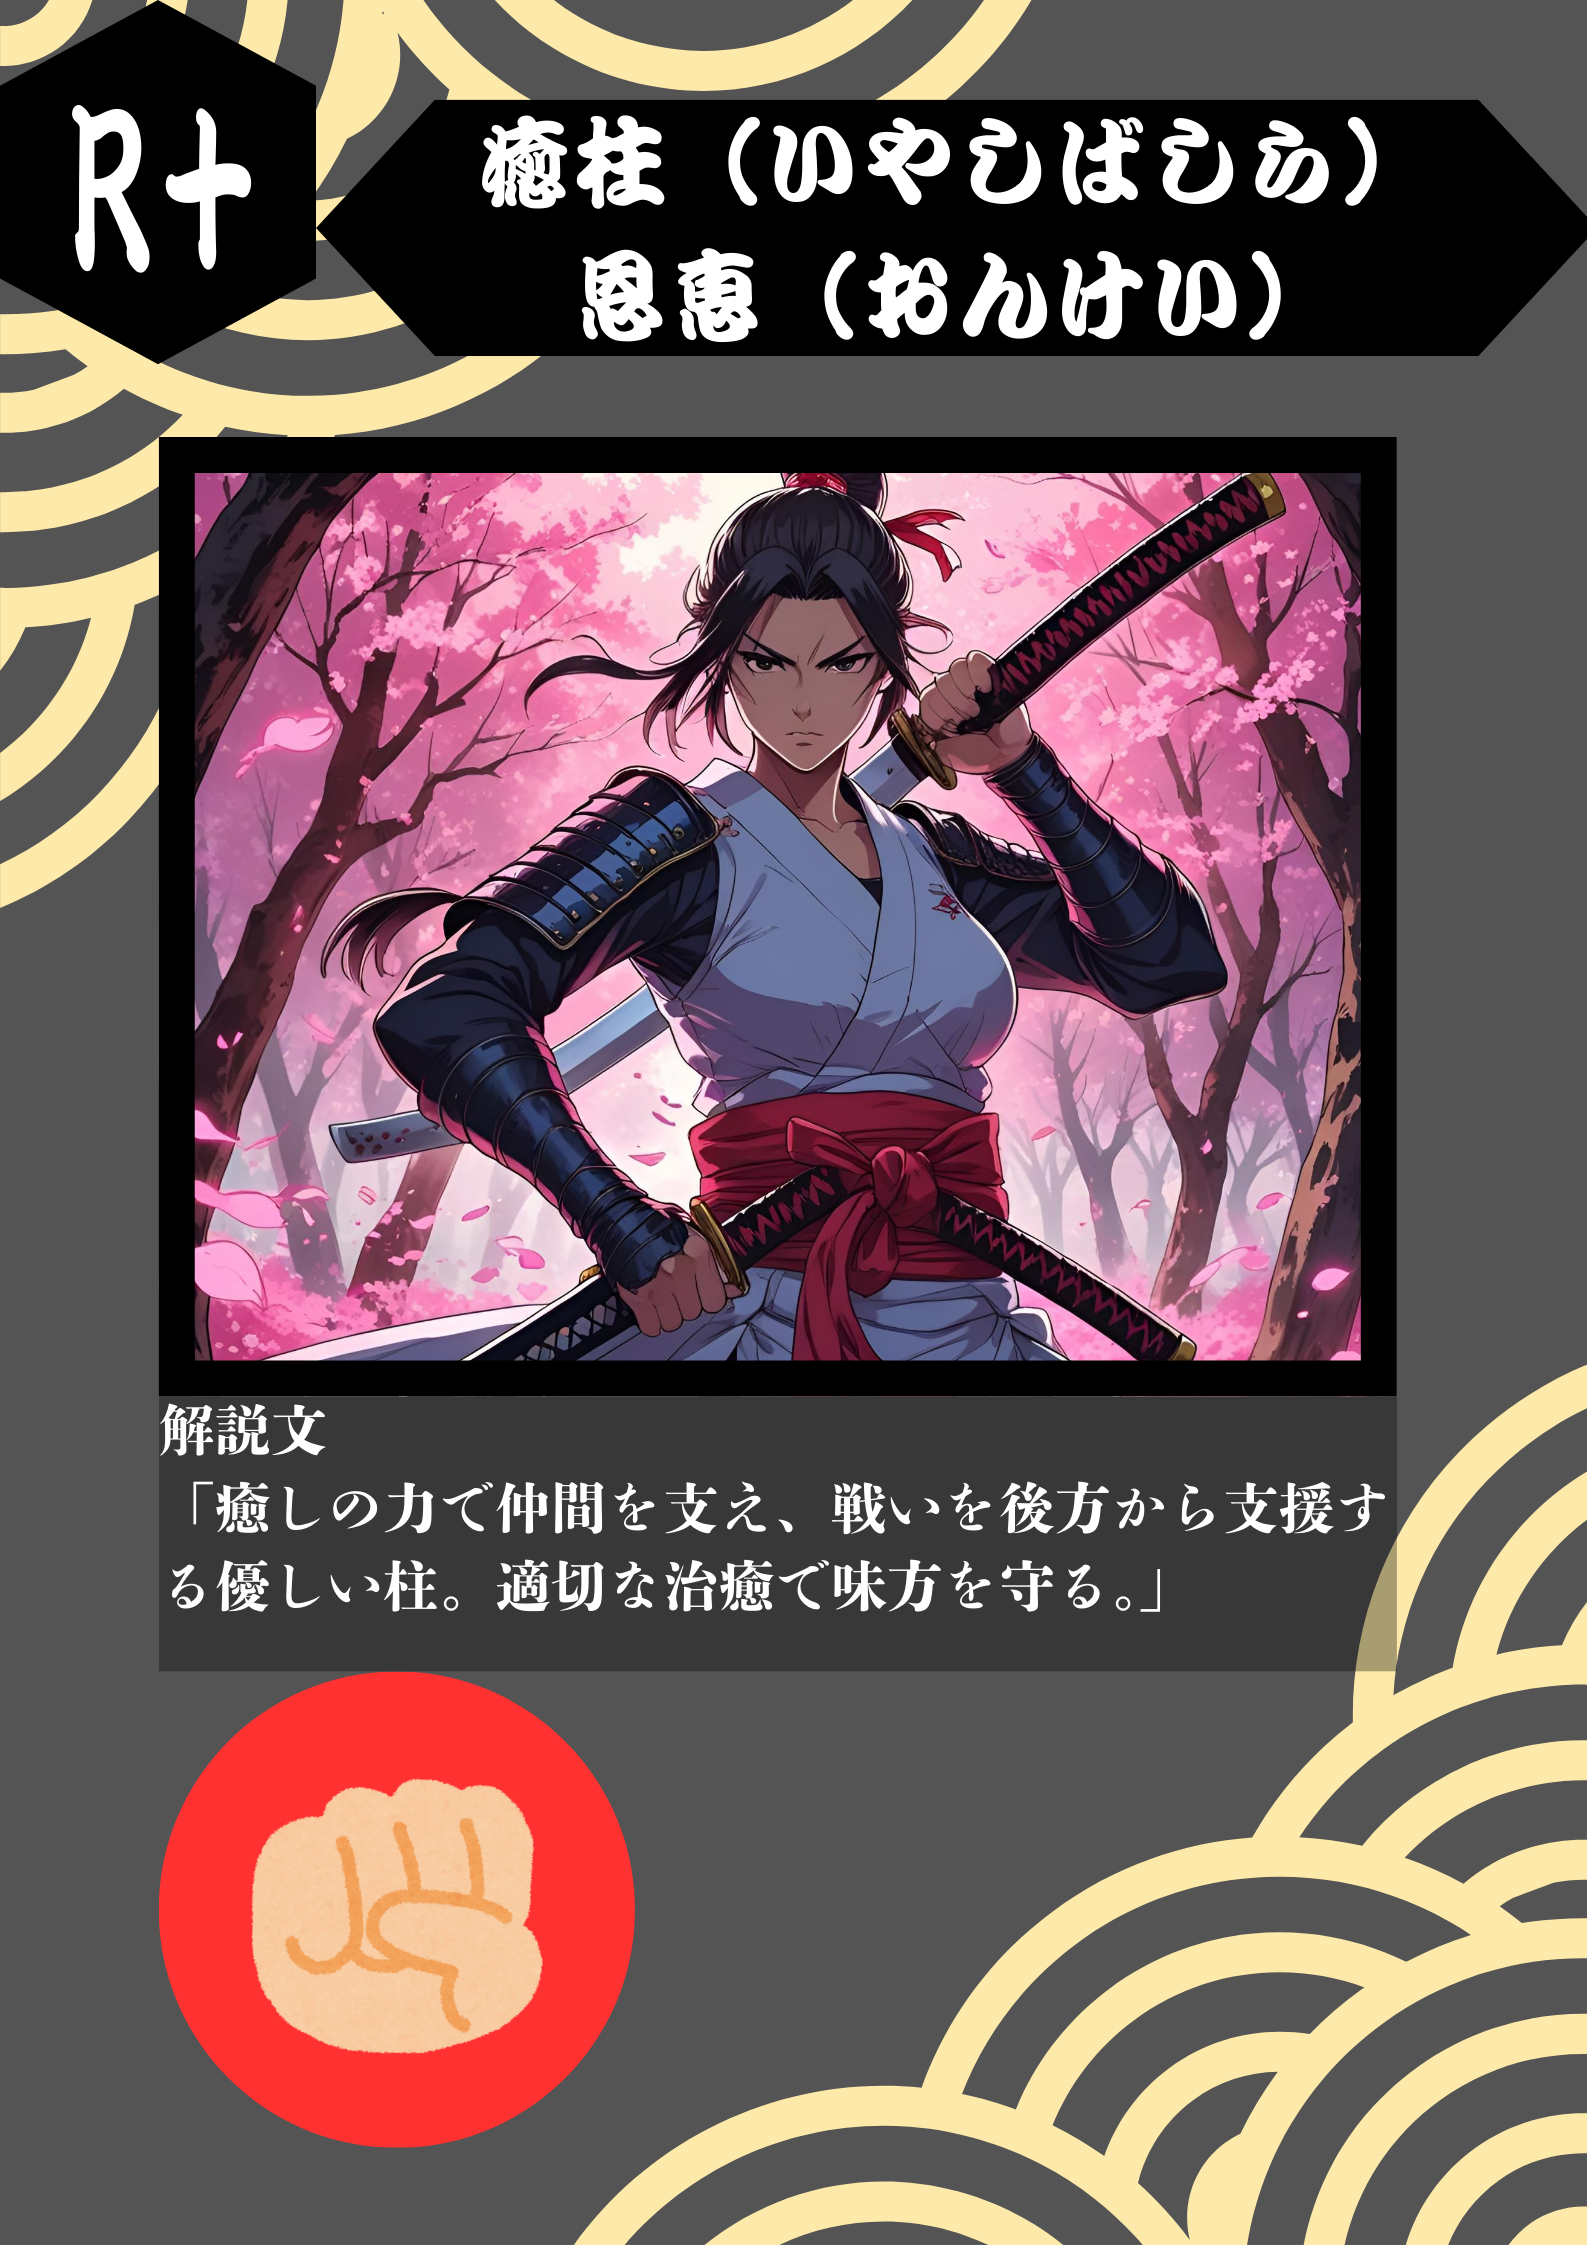 R+
癒柱（いやしばしら）
恩恵（おんけい）
解説文
「癒しの力で仲間を支え、戦いを後方から支援す
る優しい柱。適切な治癒で味方を守る。」